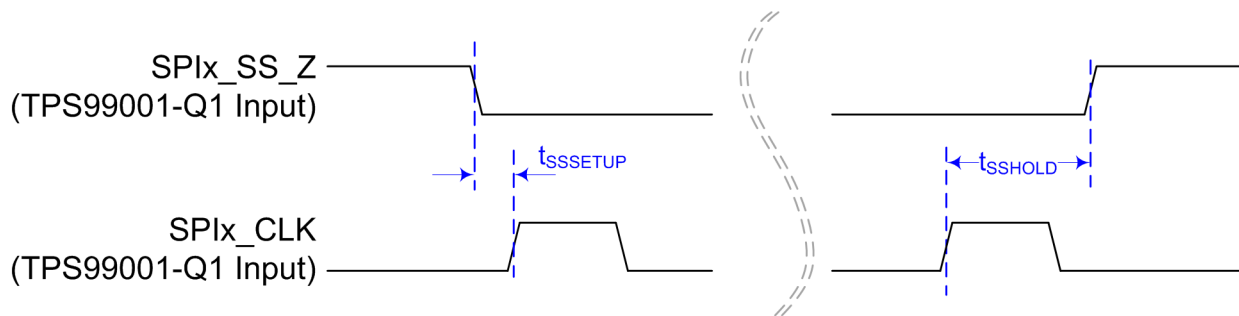 SPIx_SS_Z
(TPS99001-Q1 Input)
tSSSETUP
tSSHOLD
SPIx_CLK
(TPS99001-Q1 Input)